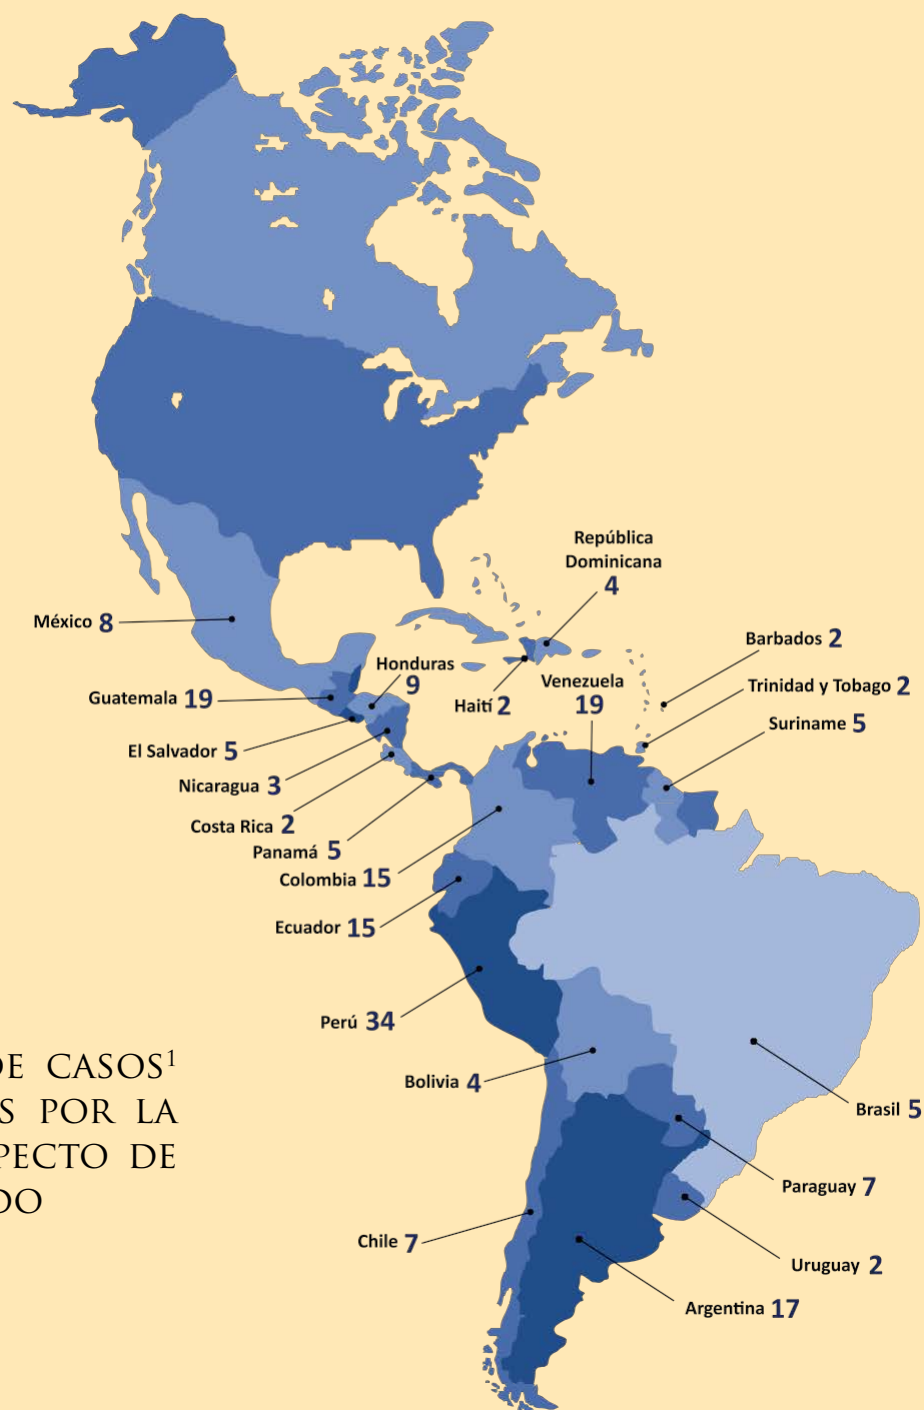 República
Dominicana
4
México 8
Barbados 2
Honduras
9
Venezuela
19
Trinidad y Tobago 2
Guatemala 19
Haití 2
Suriname 5
El Salvador 5
Nicaragua 3
Costa Rica 2
Panamá 5
Colombia 15
Ecuador 15
Perú 34
DE CASOS¹
S POR LA
PECTO DE
DO
Bolivia 4
Brasil 5
Paraguay 7
Chile 7
Uruguay 2
Argentina 17